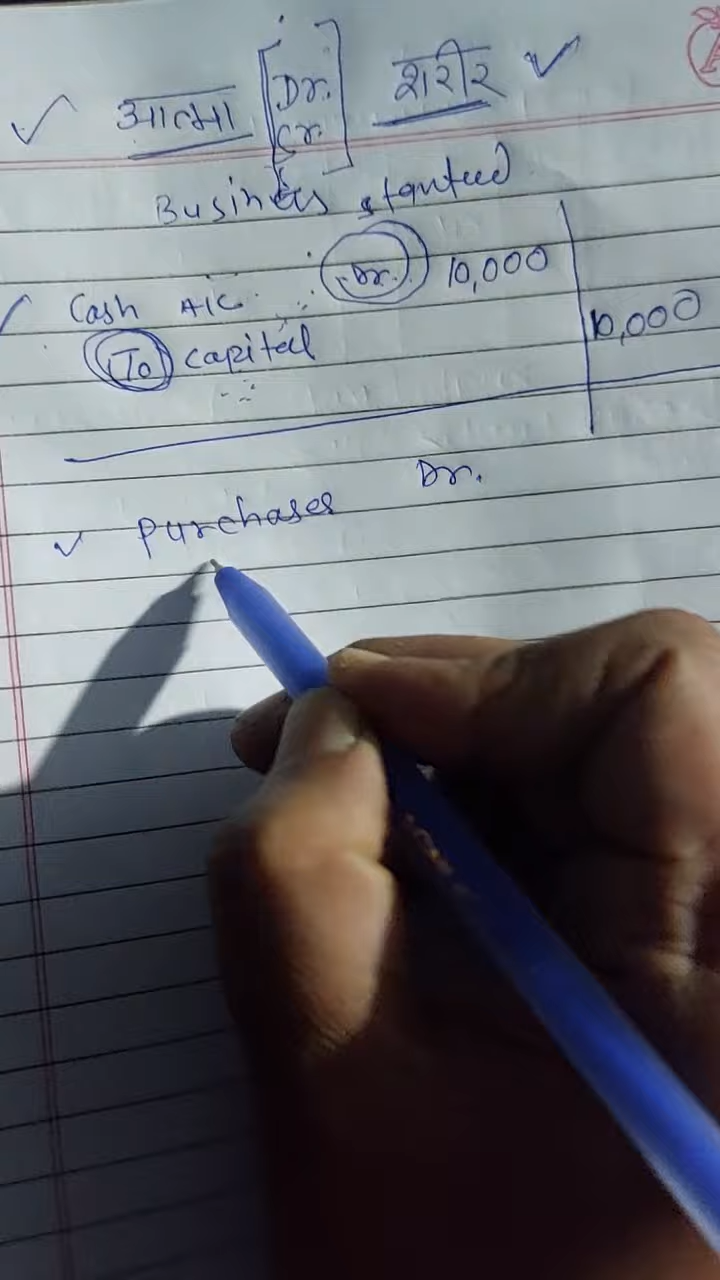 ✓ आत्मा [Dr. Cr.] शरीर ✓
Business started
✓ Cash A/c Dr. 10,000
To capital 10,000
✓ Purchases Dr.